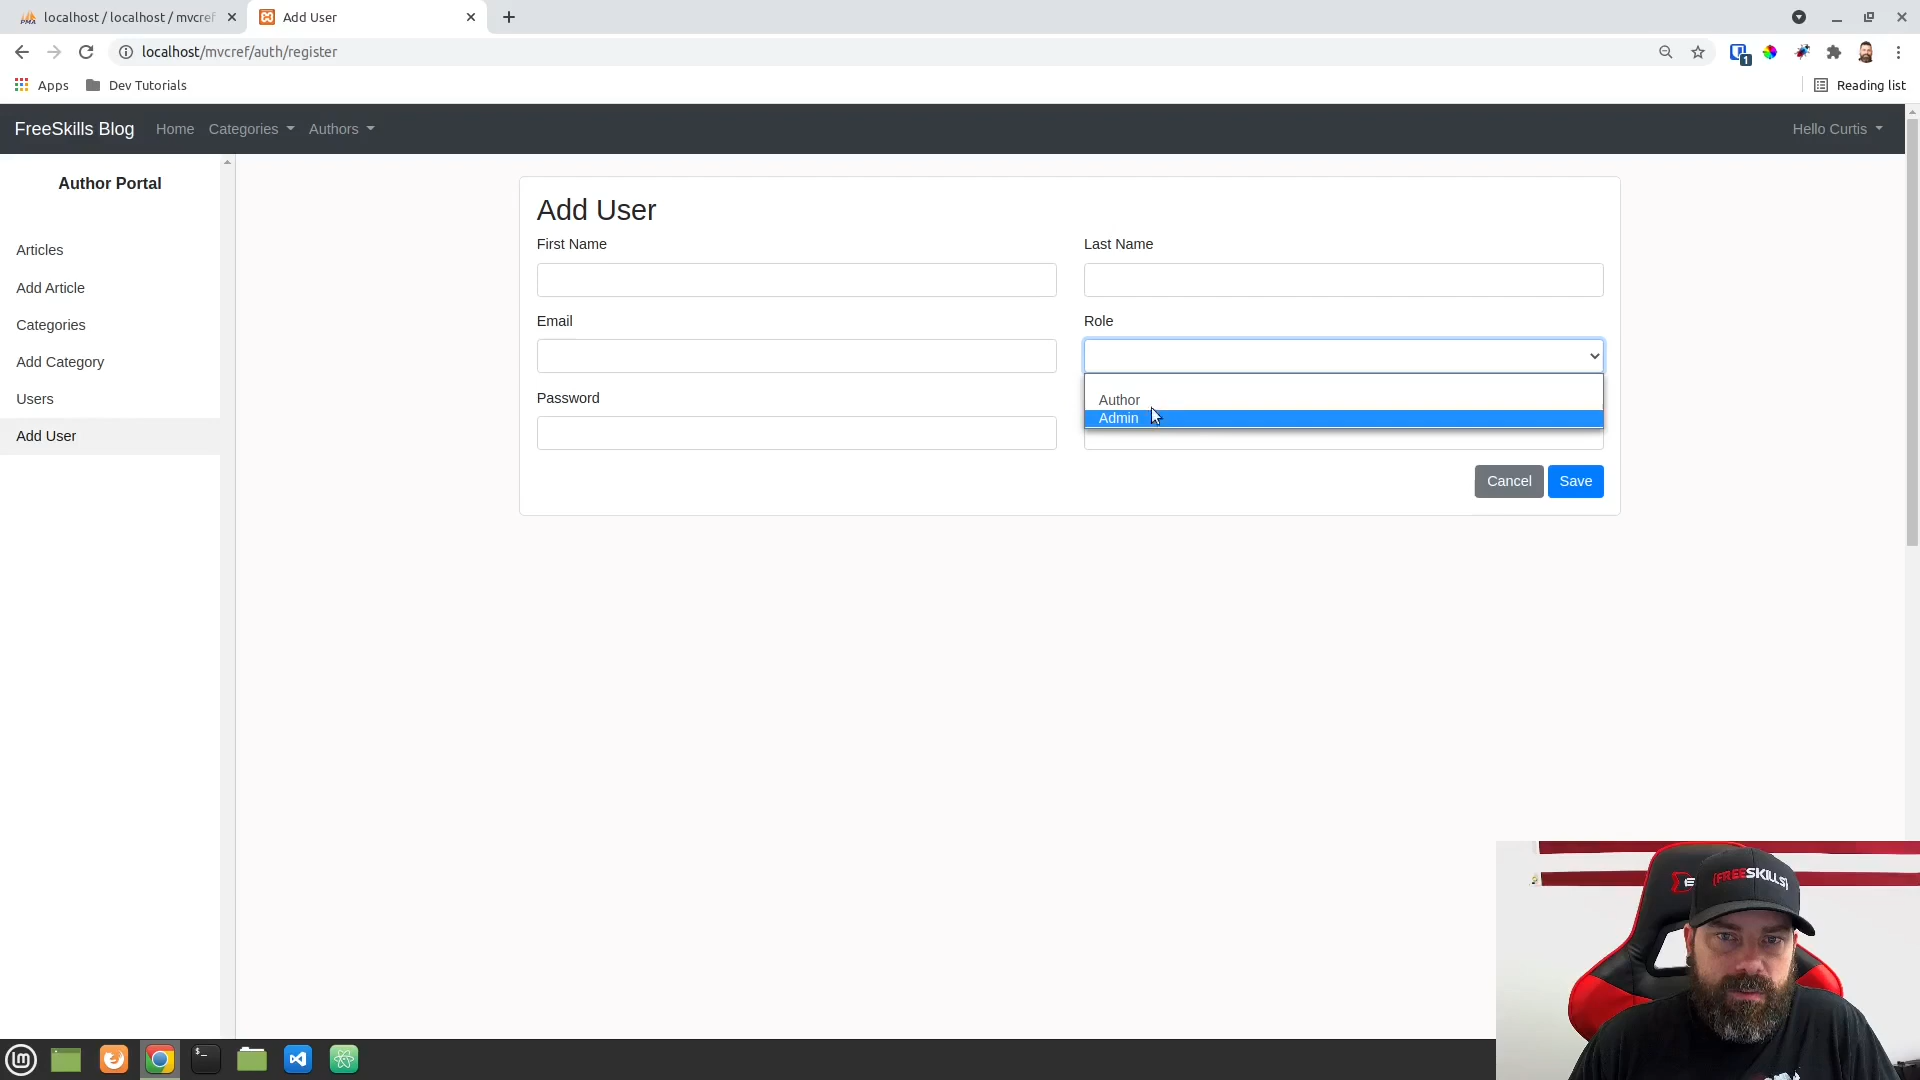 localhost / localhost / mvcref
Add User
localhost/mvcref/auth/register
1
Apps
Dev Tutorials
Reading list
FreeSkills Blog
Home
Categories
Authors
Hello Curtis
Author Portal
Articles
Add Article
Categories
Add Category
Users
Add User
Add User
First Name
Last Name
Email
Role
Author
Admin
Password
Cancel
Save
{FREESKILLS}